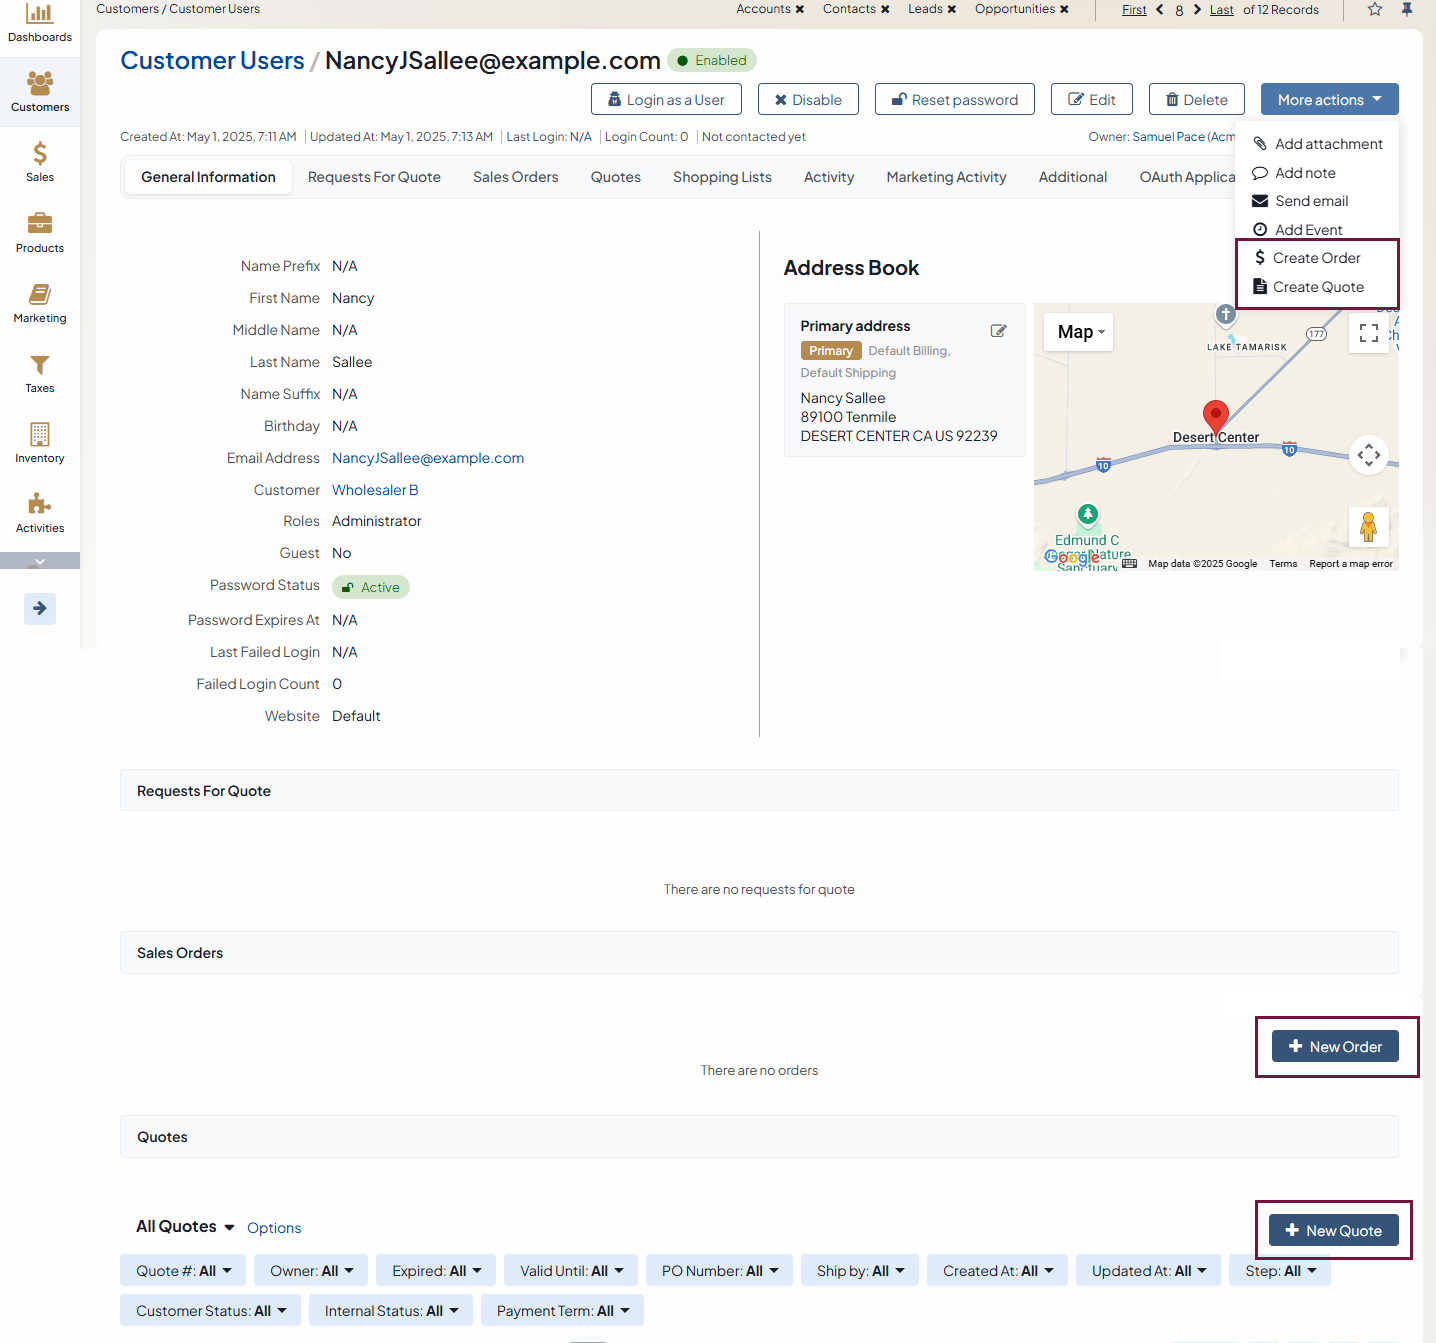 Customers / Customer Users
Accounts ✖ Contacts ✖ Leads ✖ Opportunities ✖
First 8 Last of 12 Records
Dashboards
Customers
Sales
Products
Marketing
Taxes
Inventory
Activities
Customer Users / NancyJSallee@example.com Enabled
Login as a User Disable Reset password Edit Delete More actions
Created At: May 1, 2025, 7:11 AM Updated At: May 1, 2025, 7:13 AM Last Login: N/A Login Count: 0 Not contacted yet Owner: Samuel Pace (Acm
Add attachment
Add note
Send email
Add Event
Create Order
Create Quote
General Information Requests For Quote Sales Orders Quotes Shopping Lists Activity Marketing Activity Additional OAuth Applica
Name Prefix N/A
First Name Nancy
Middle Name N/A
Last Name Sallee
Name Suffix N/A
Birthday N/A
Email Address NancyJSallee@example.com
Customer Wholesaler B
Roles Administrator
Guest No
Password Status Active
Password Expires At N/A
Last Failed Login N/A
Failed Login Count 0
Website Default
Address Book
Primary address
Primary Default Billing,
Default Shipping
Nancy Sallee
89100 Tenmile
DESERT CENTER CA US 92239
Map
177
LAKE TAMARISK
Desert Center
10
10
Edmund C
Jaeger Nature
Sanctuary
Google
Map data ©2025 Google Terms Report a map error
Requests For Quote
There are no requests for quote
Sales Orders
New Order
There are no orders
Quotes
All Quotes Options
New Quote
Quote #: All Owner: All Expired: All Valid Until: All PO Number: All Ship by: All Created At: All Updated At: All Step: All
Customer Status: All Internal Status: All Payment Term: All